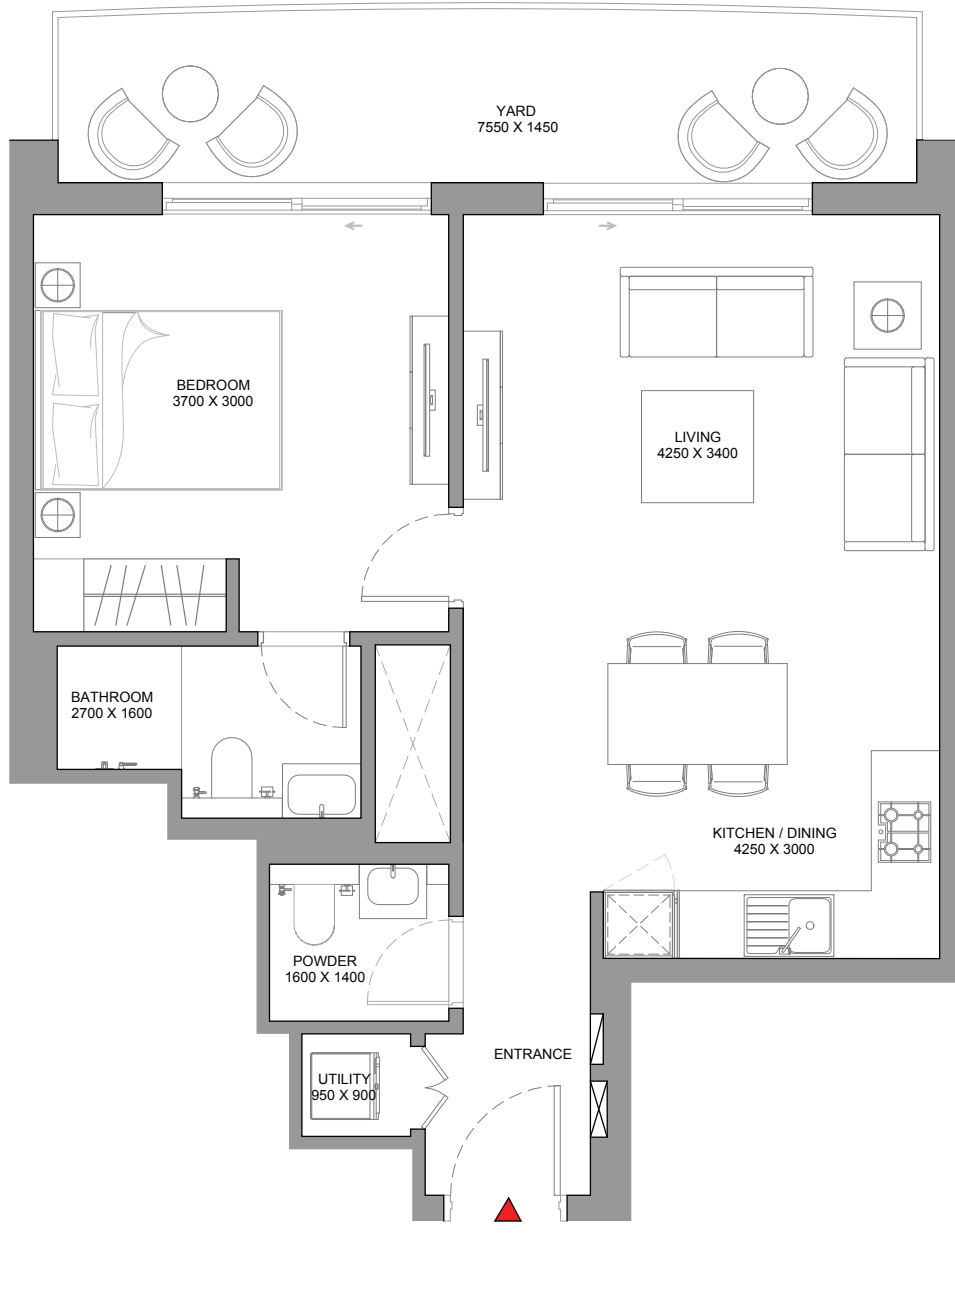 YARD
7550 X 1450
BEDROOM
3700 X 3000
LIVING
4250 X 3400
BATHROOM
2700 X 1600
KITCHEN / DINING
4250 X 3000
POWDER
1600 X 1400
ENTRANCE
UTILITY
950 X 900